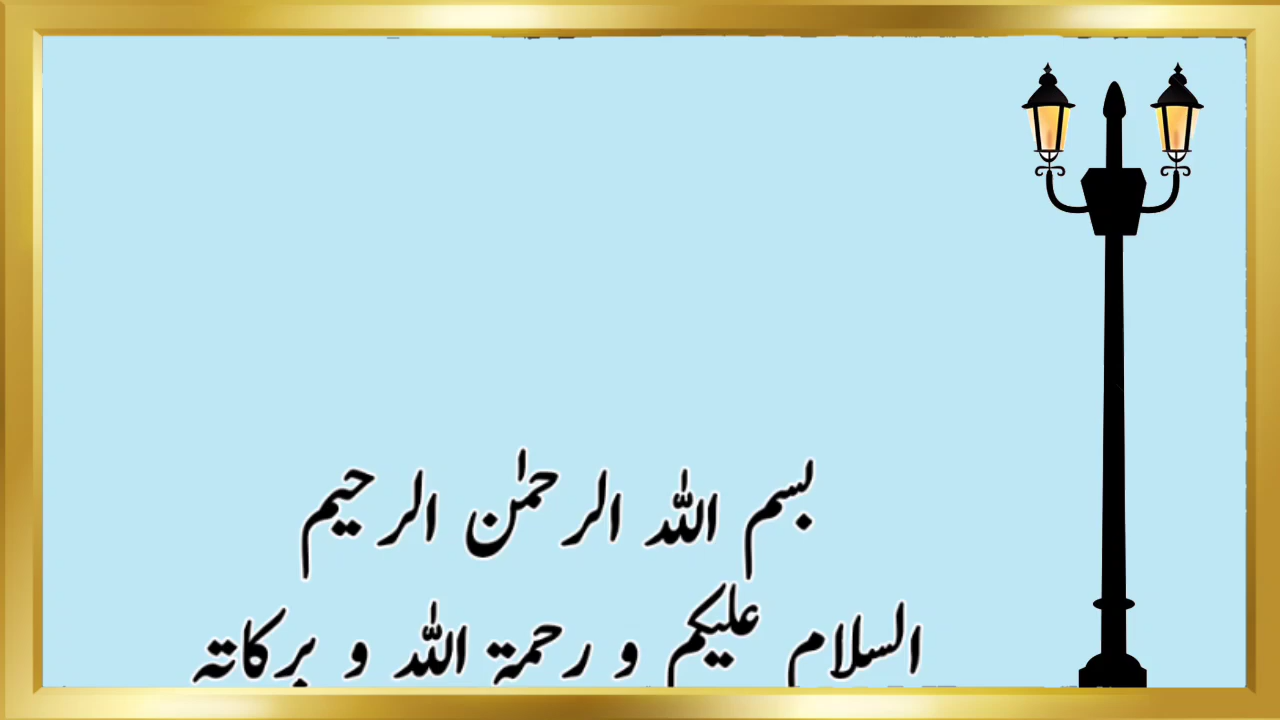 بسم اللہ الرحمٰن الرحیم
السلام علیکم و رحمۃ اللہ و برکاتہ